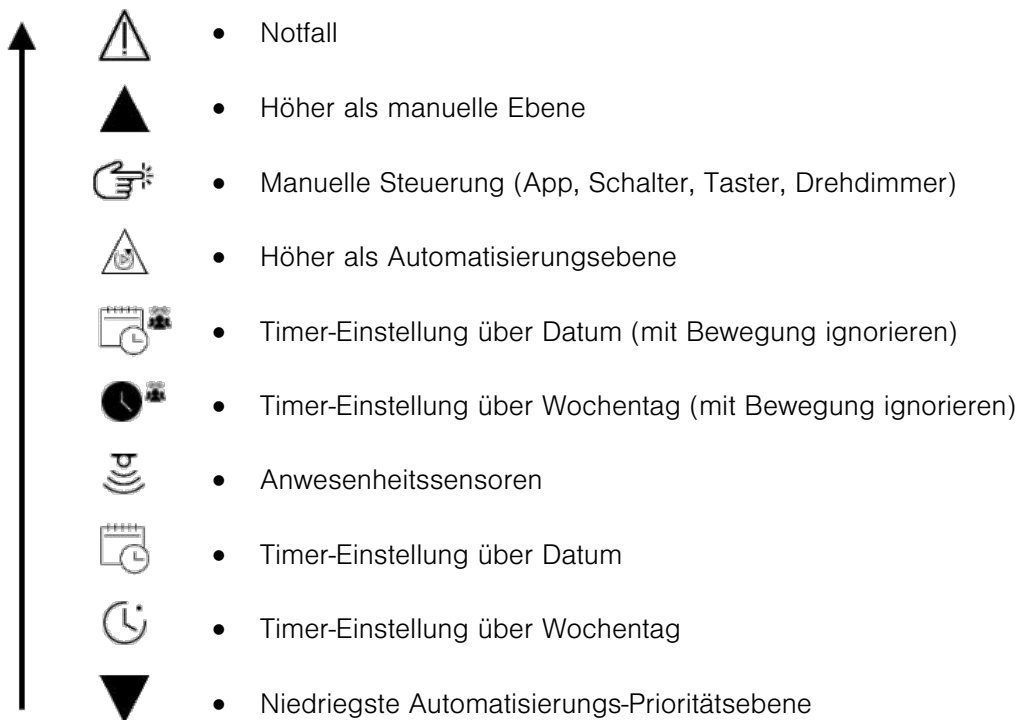 • Notfall
• Höher als manuelle Ebene
• Manuelle Steuerung (App, Schalter, Taster, Drehdimmer)
• Höher als Automatisierungsebene
• Timer-Einstellung über Datum (mit Bewegung ignorieren)
• Timer-Einstellung über Wochentag (mit Bewegung ignorieren)
• Anwesenheitssensoren
• Timer-Einstellung über Datum
• Timer-Einstellung über Wochentag
• Niedriegste Automatisierungs-Prioritätsebene